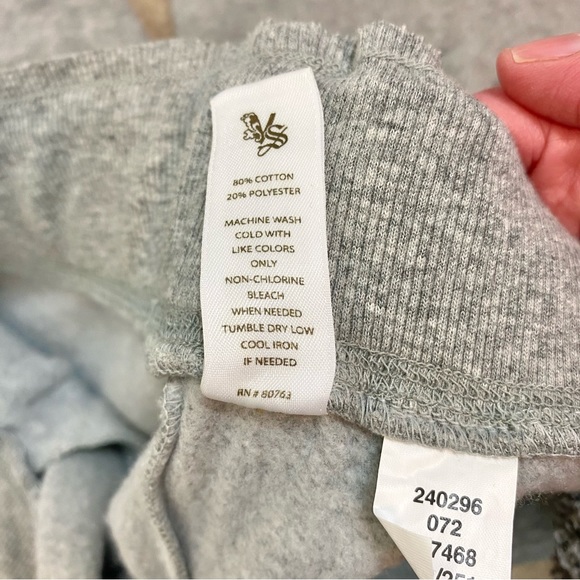 VS
80% COTTON
20% POLYESTER
MACHINE WASH
COLD WITH
LIKE COLORS
ONLY
NON-CHLORINE
BLEACH
WHEN NEEDED
TUMBLE DRY LOW
COOL IRON
IF NEEDED
RN # 80763
240296
072
7468